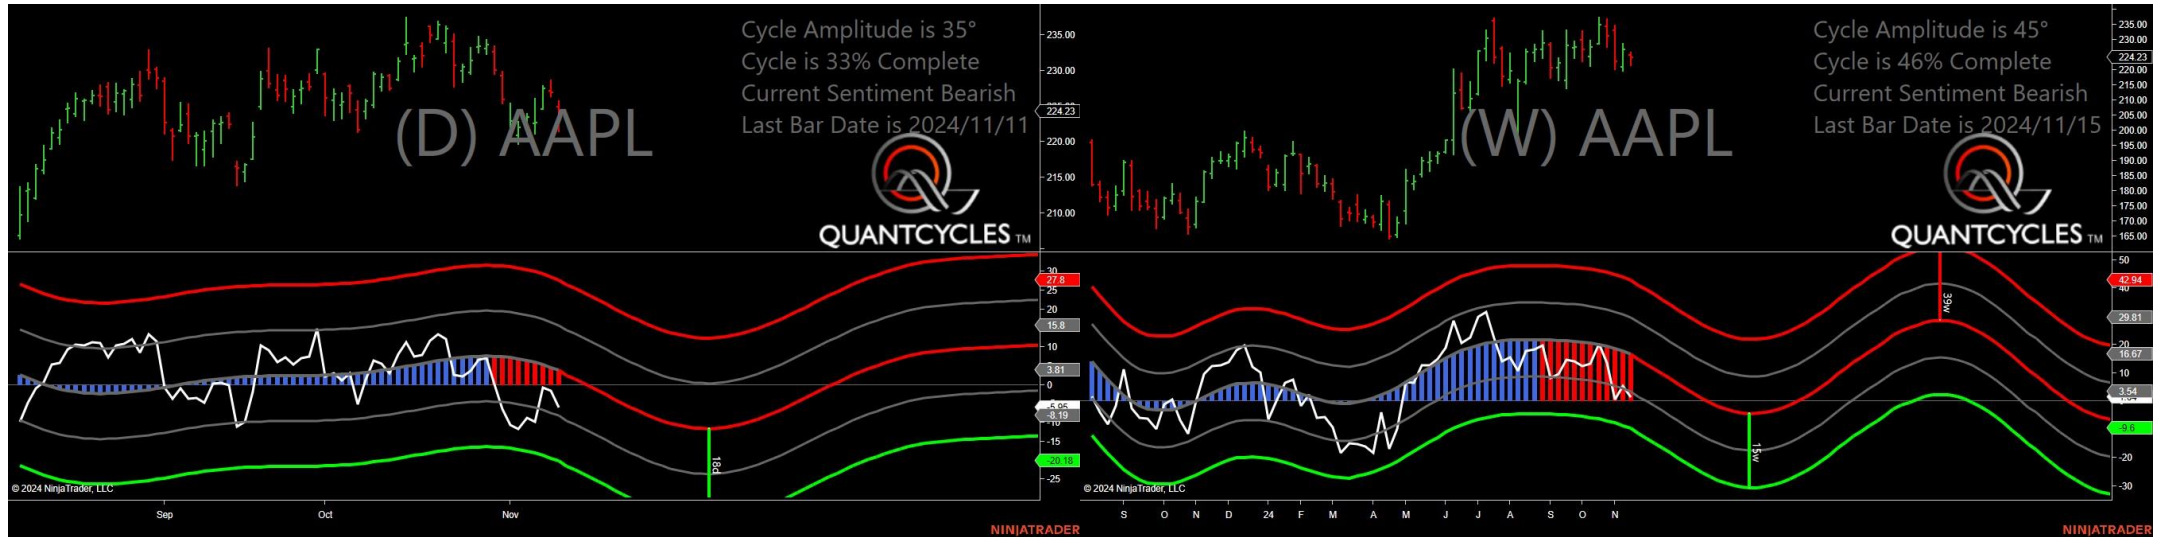 Cycle Amplitude is 35°
Cycle is 33% Complete
Current Sentiment Bearish
Last Bar Date is 2024/11/11
(D) AAPL
QUANTCYCLES TM
235.00
230.00
224.23
220.00
215.00
210.00
30
27.8
25
20
15.8
10
3.81
0
-5.95
-8.19
-15
-20.18
-25
18d
© 2024 NinjaTrader, LLC
Sep Oct Nov
NINJATRADER
Cycle Amplitude is 45°
Cycle is 46% Complete
Current Sentiment Bearish
Last Bar Date is 2024/11/15
(W) AAPL
QUANTCYCLES TM
235.00
230.00
224.23
220.00
215.00
210.00
205.00
200.00
195.00
190.00
185.00
180.00
175.00
170.00
165.00
50
42.94
40
29.81
20
16.67
10
3.54
-9.6
-20
-30
39w
15w
© 2024 NinjaTrader, LLC
S O N D 24 F M A M J J A S O N
NINJATRADER